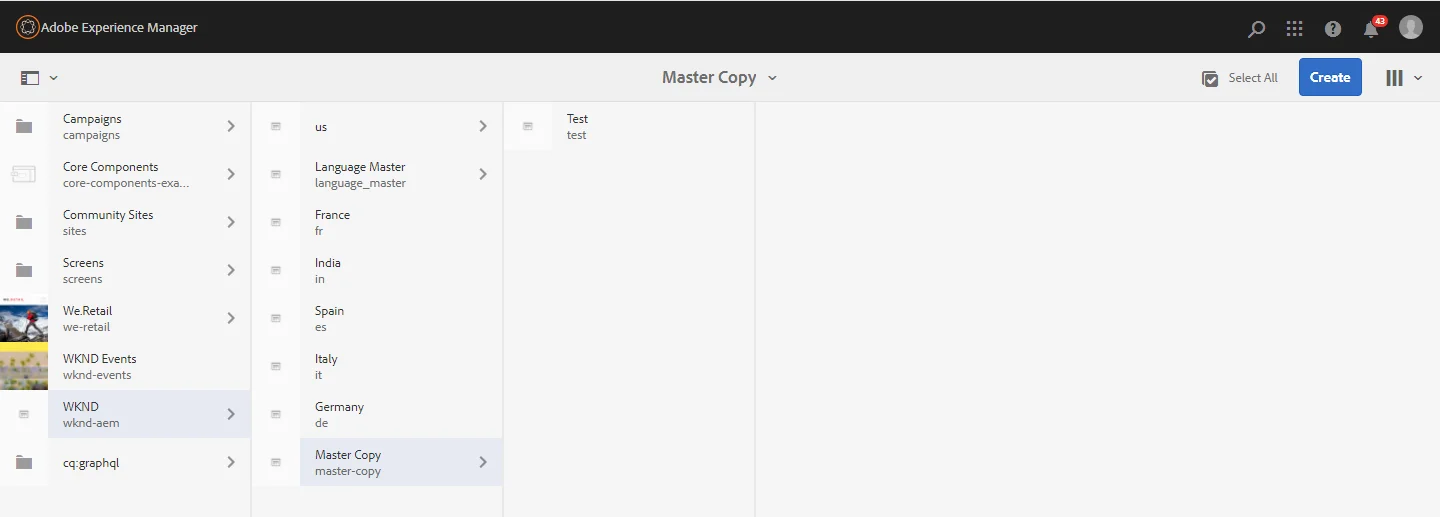 Adobe Experience Manager
43
Master Copy
Select All
Create
Campaigns
campaigns
Core Components
core-components-exa...
Community Sites
sites
Screens
screens
We.Retail
we-retail
WKND Events
wknd-events
WKND
wknd-aem
cq:graphql
us
Language Master
language_master
France
fr
India
in
Spain
es
Italy
it
Germany
de
Master Copy
master-copy
Test
test